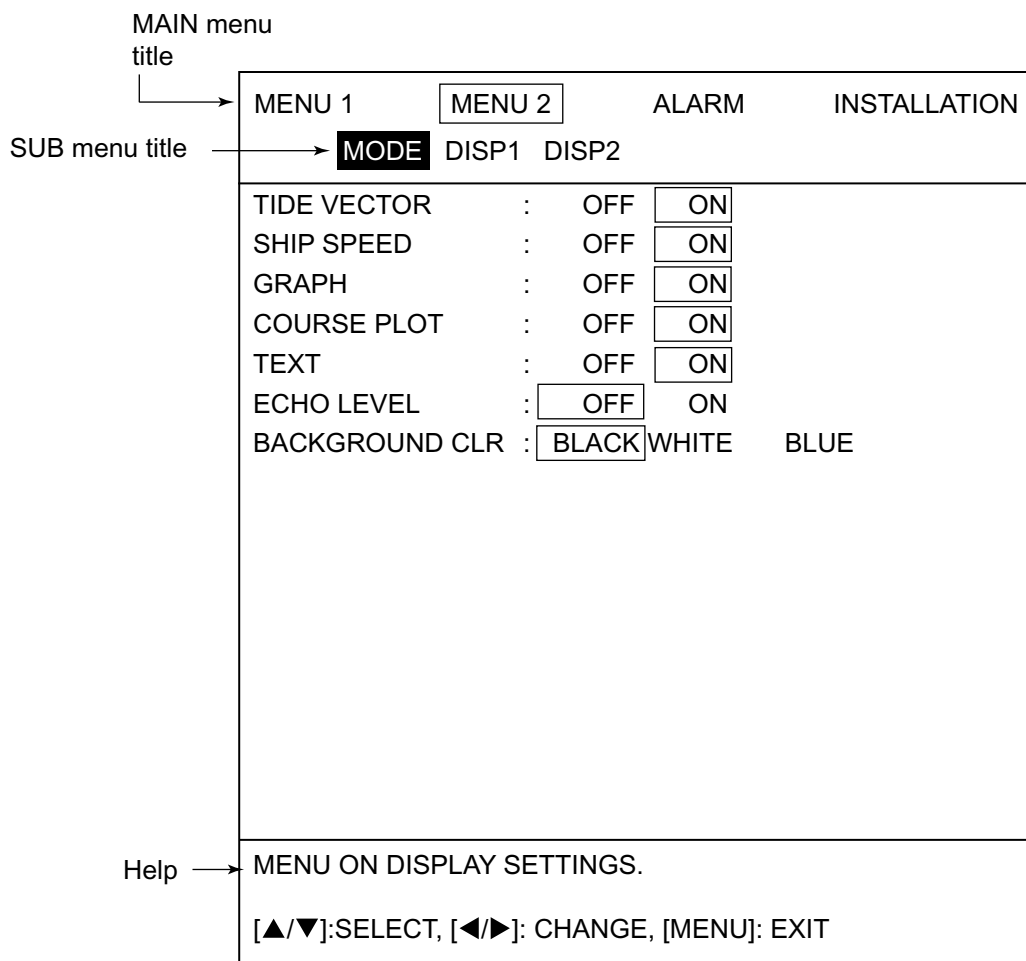 MAIN menu
title
MENU 1 MENU 2 ALARM INSTALLATION
SUB menu title MODE DISP1 DISP2
TIDE VECTOR : OFF ON
SHIP SPEED : OFF ON
GRAPH : OFF ON
COURSE PLOT : OFF ON
TEXT : OFF ON
ECHO LEVEL : OFF ON
BACKGROUND CLR : BLACK WHITE BLUE
Help MENU ON DISPLAY SETTINGS.
[▲/▼]:SELECT, [◀/▶]: CHANGE, [MENU]: EXIT